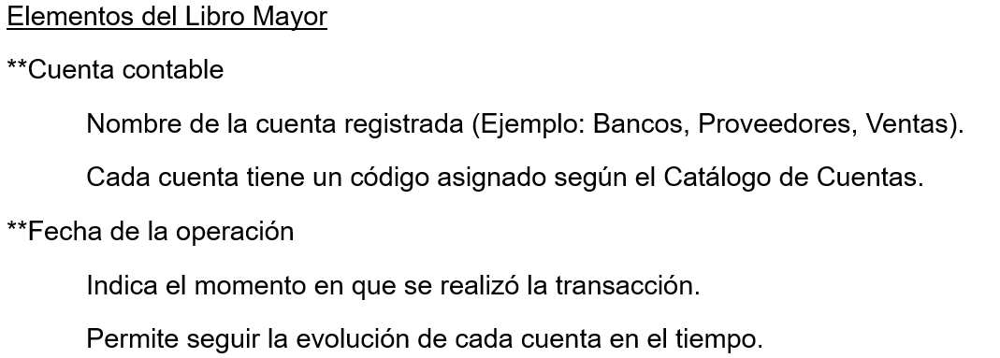 Elementos del Libro Mayor
**Cuenta contable
Nombre de la cuenta registrada (Ejemplo: Bancos, Proveedores, Ventas).
Cada cuenta tiene un código asignado según el Catálogo de Cuentas.
**Fecha de la operación
Indica el momento en que se realizó la transacción.
Permite seguir la evolución de cada cuenta en el tiempo.